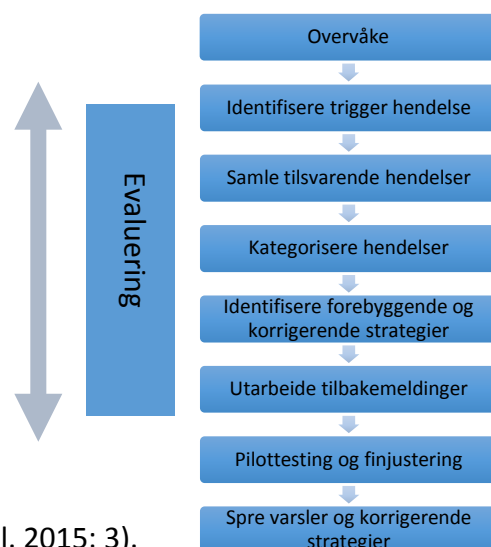 Overvåke
Identifisere trigger hendelse
Samle tilsvarende hendelser
Kategorisere hendelser
Identifisere forebyggende og
korrigerende strategier
Utarbeide tilbakemeldinger
Pilottesting og finjustering
Spre varsler og korrigerende
strategier
Evaluering
l. 2015: 3).